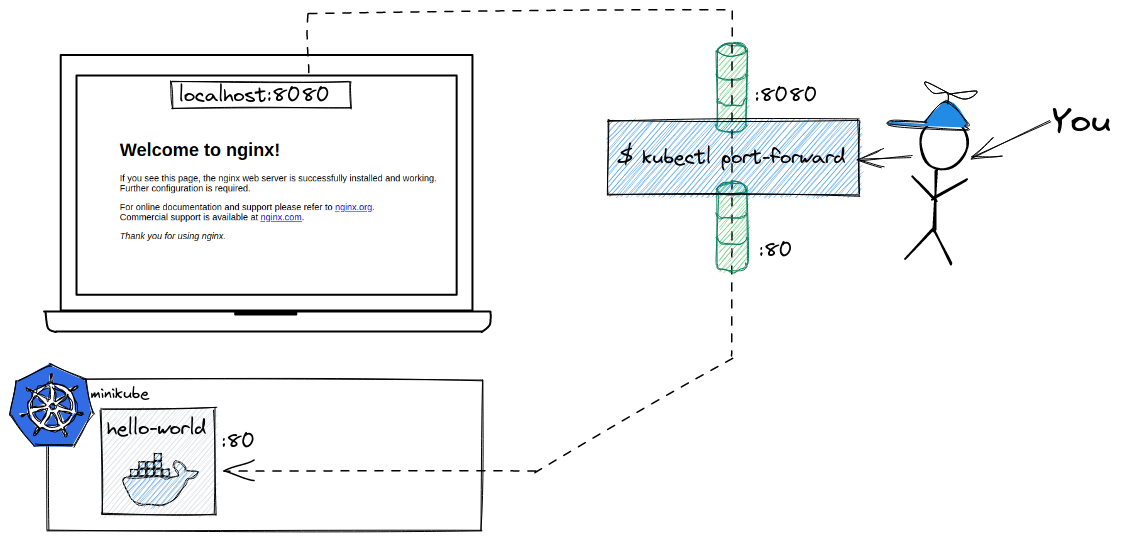 localhost:8080
Welcome to nginx!
If you see this page, the nginx web server is successfully installed and working.
Further configuration is required.
For online documentation and support please refer to nginx.org.
Commercial support is available at nginx.com.
Thank you for using nginx.
:8080
$ kubectl port-forward
:80
You
minikube
hello-world
:80